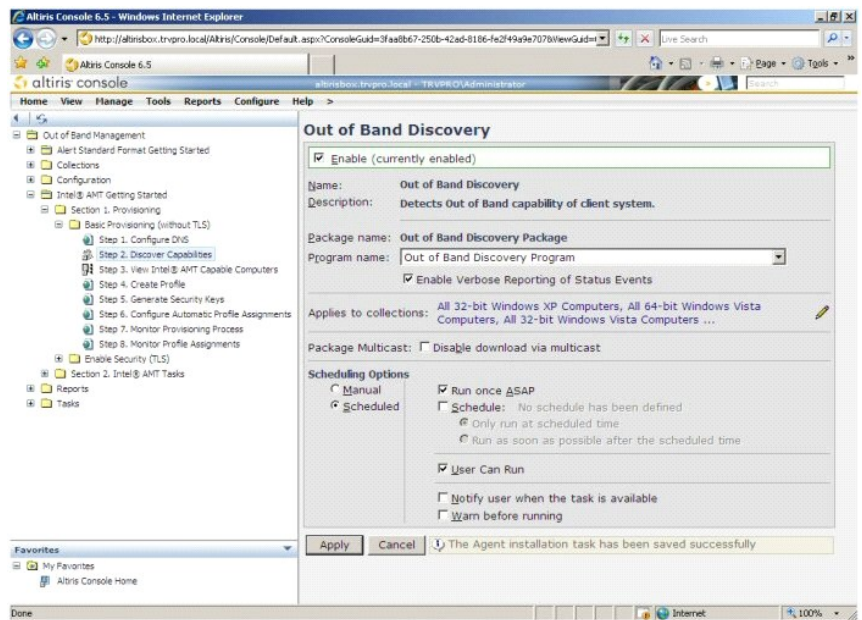 Altiris Console 6.5 - Windows Internet Explorer
http://altirisbox.trvpro.local/Altiris/Console/Default.aspx?ConsoleGuid=3faa8b67-250b-42ad-8186-fe2f49a9e707&ViewGuid=
Live Search
Altiris Console 6.5
Page
Tools
altiris console
altirisbox.trvpro.local - TRVPRO\Administrator
Search
Home View Manage Tools Reports Configure Help >
Out of Band Management
Alert Standard Format Getting Started
Collections
Configuration
Intel® AMT Getting Started
Section 1. Provisioning
Basic Provisioning (without TLS)
Step 1. Configure DNS
Step 2. Discover Capabilities
Step 3. View Intel® AMT Capable Computers
Step 4. Create Profile
Step 5. Generate Security Keys
Step 6. Configure Automatic Profile Assignments
Step 7. Monitor Provisioning Process
Step 8. Monitor Profile Assignments
Enable Security (TLS)
Section 2. Intel® AMT Tasks
Reports
Tasks
Favorites
My Favorites
Altiris Console Home
Out of Band Discovery
Enable (currently enabled)
Name: Out of Band Discovery
Description: Detects Out of Band capability of client system.
Package name: Out of Band Discovery Package
Program name: Out of Band Discovery Program
Enable Verbose Reporting of Status Events
Applies to collections: All 32-bit Windows XP Computers, All 64-bit Windows Vista
Computers, All 32-bit Windows Vista Computers ...
Package Multicast: Disable download via multicast
Scheduling Options
Manual
Scheduled
Run once ASAP
Schedule: No schedule has been defined
Only run at scheduled time
Run as soon as possible after the scheduled time
User Can Run
Notify user when the task is available
Warn before running
Apply Cancel The Agent installation task has been saved successfully
Done
Internet
100%